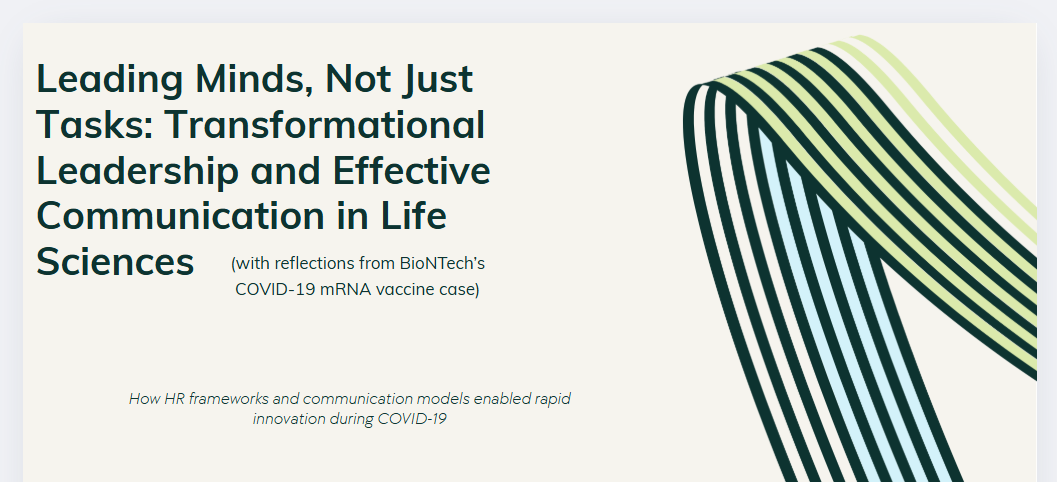 Leading Minds, Not Just
Tasks: Transformational
Leadership and Effective
Communication in Life
Sciences
(with reflections from BioNTech's
COVID-19 mRNA vaccine case)
How HR frameworks and communication models enabled rapid
innovation during COVID-19